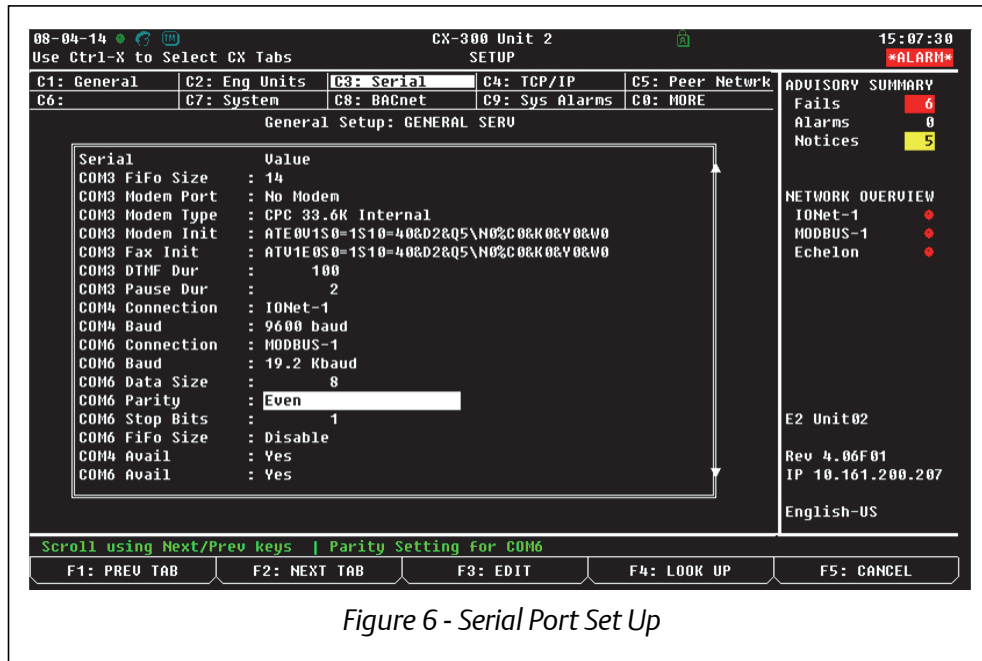 08-04-14 TM CX-300 Unit 2 A 15:07:30
Use Ctrl-X to Select CX Tabs SETUP *ALARM*
C1: General C2: Eng Units C3: Serial C4: TCP/IP C5: Peer Netwrk
C6: C7: System C8: BACnet C9: Sys Alarms C0: MORE
General Setup: GENERAL SERV
Serial Value
COM3 FiFo Size : 14
COM3 Modem Port : No Modem
COM3 Modem Type : CPC 33.6K Internal
COM3 Modem Init : ATE0V1S0=1S10=40&D2&Q5\N0%C0&K0&Y0&W0
COM3 Fax Init : ATV1E0S0=1S10=40&D2&Q5\N0%C0&K0&Y0&W0
COM3 DTMF Dur : 100
COM3 Pause Dur : 2
COM4 Connection : IONet-1
COM4 Baud : 9600 baud
COM6 Connection : MODBUS-1
COM6 Baud : 19.2 Kbaud
COM6 Data Size : 8
COM6 Parity : Even
COM6 Stop Bits : 1
COM6 FiFo Size : Disable
COM4 Avail : Yes
COM6 Avail : Yes
ADVISORY SUMMARY
Fails 6
Alarms 0
Notices 5
NETWORK OVERVIEW
IONet-1
MODBUS-1
Echelon
E2 Unit02
Rev 4.06F01
IP 10.161.200.207
English-US
Scroll using Next/Prev keys | Parity Setting for COM6
F1: PREV TAB F2: NEXT TAB F3: EDIT F4: LOOK UP F5: CANCEL
Figure 6 - Serial Port Set Up